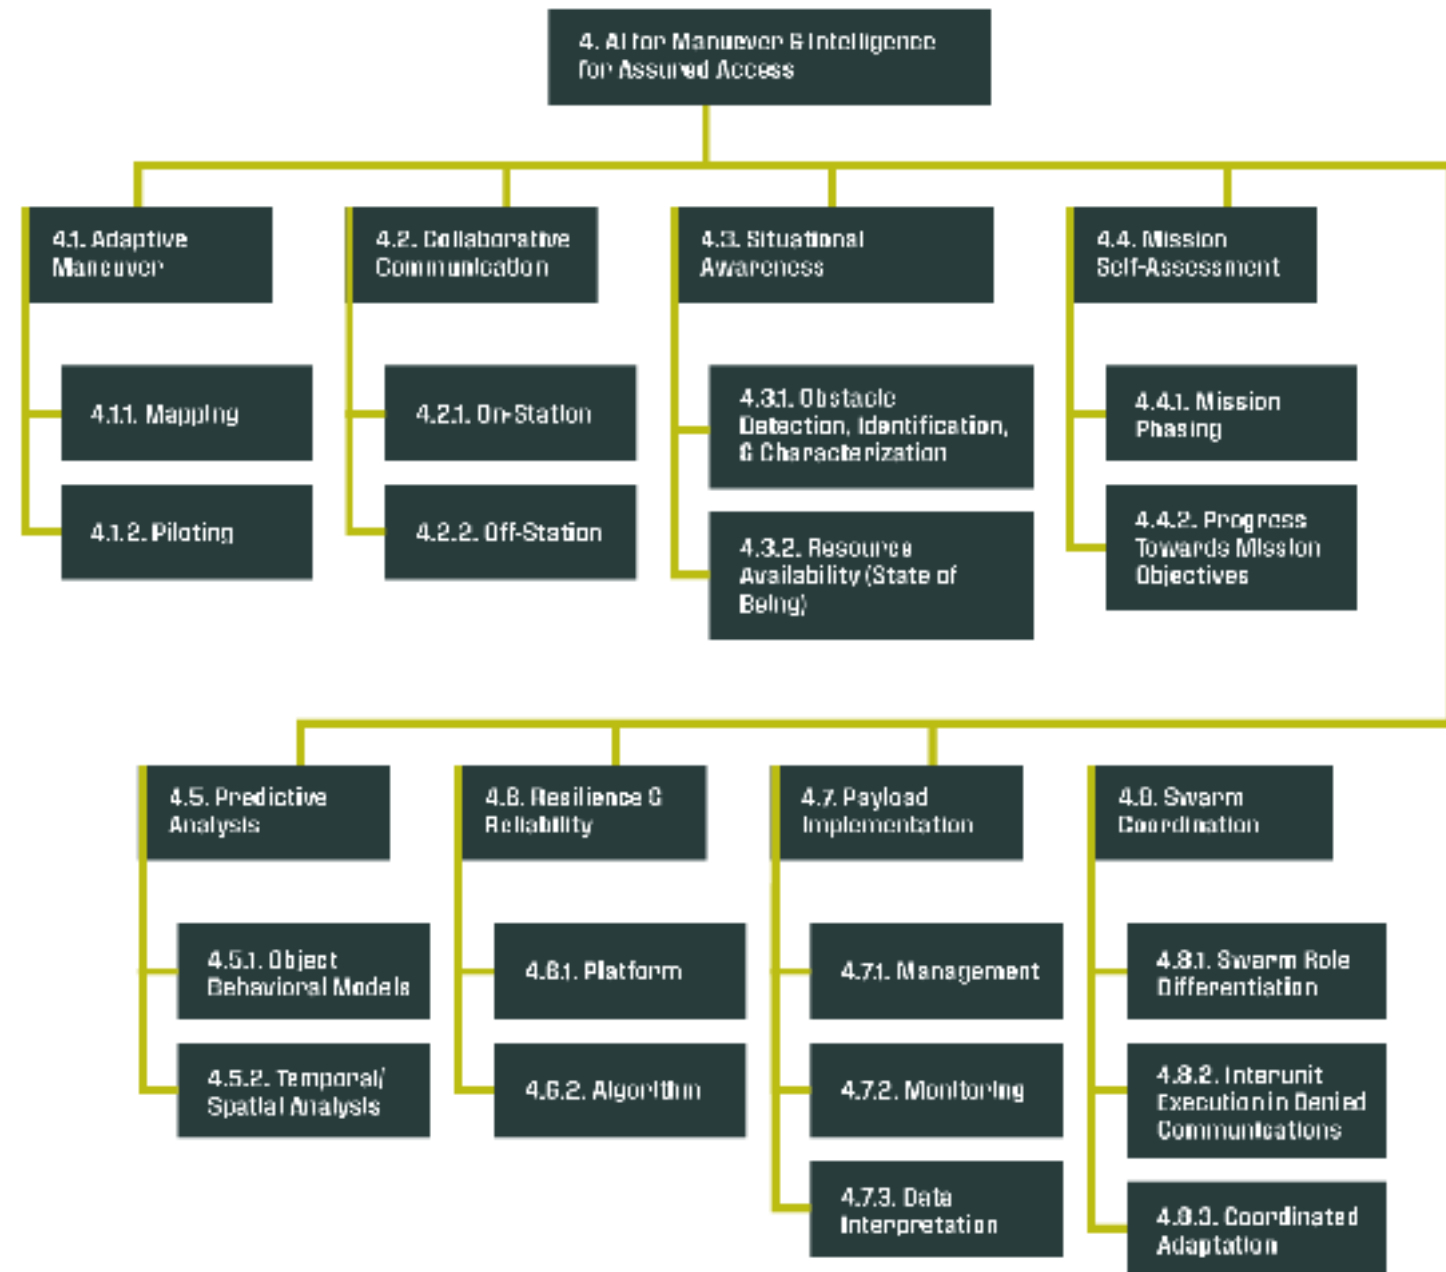 4. AI for Manuever & Intelligence
for Assured Access
4.1. Adaptive
Maneuver
4.2. Collaborative
Communication
4.3. Situational
Awareness
4.4. Mission
Self-Assessment
4.1.1. Mapping
4.1.2. Piloting
4.2.1. On-Station
4.2.2. Off-Station
4.3.1. Obstacle
Detection, Identification,
& Characterization
4.3.2. Resource
Availability (State of
Being)
4.4.1. Mission
Phasing
4.4.2. Progress
Towards Mission
Objectives
4.5. Predictive
Analysis
4.6. Resilience &
Reliability
4.7. Payload
Implementation
4.8. Swarm
Coordination
4.5.1. Object
Behavioral Models
4.5.2. Temporal/
Spatial Analysis
4.6.1. Platform
4.6.2. Algorithm
4.7.1. Management
4.7.2. Monitoring
4.7.3. Data
Interpretation
4.8.1. Swarm Role
Differentiation
4.8.2. Interunit
Execution in Denied
Communications
4.8.3. Coordinated
Adaptation